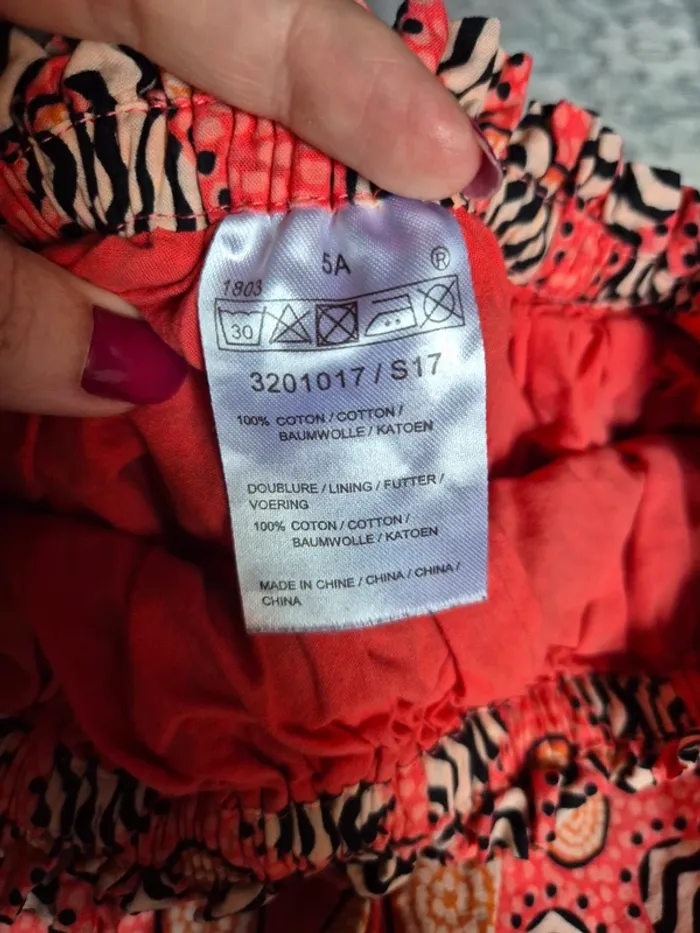 5A
®
1803
30
3201017 / S17
100% COTON / COTTON /
BAUMWOLLE / KATOEN
DOUBLURE / LINING / FUTTER /
VOERING
100% COTON / COTTON /
BAUMWOLLE / KATOEN
MADE IN CHINE / CHINA / CHINA /
CHINA